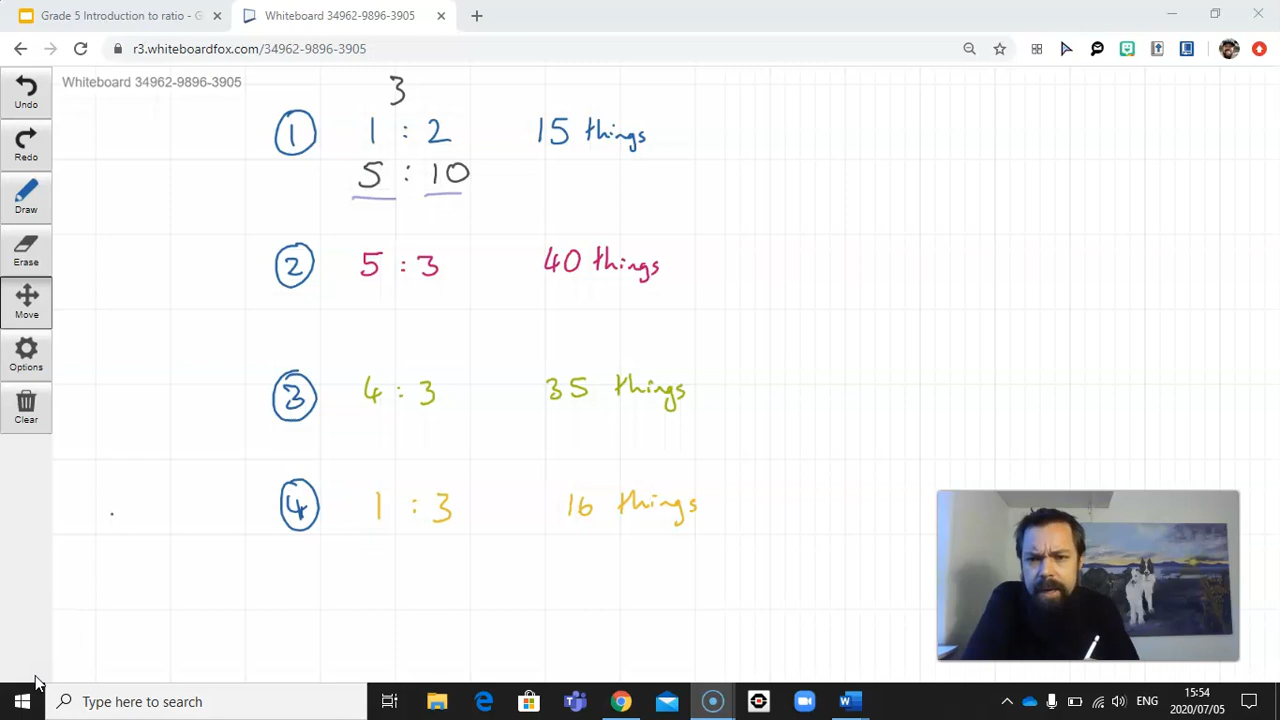 Grade 5 Introduction to ratio - G
Whiteboard 34962-9896-3905
r3.whiteboardfox.com/34962-9896-3905
Whiteboard 34962-9896-3905
Undo
Redo
Draw
Erase
Move
Options
Clear
3
1 1 : 2 15 things
5 : 10
2 5 : 3 40 things
3 4 : 3 35 things
4 1 : 3 16 things
Type here to search
ENG
15:54
2020/07/05